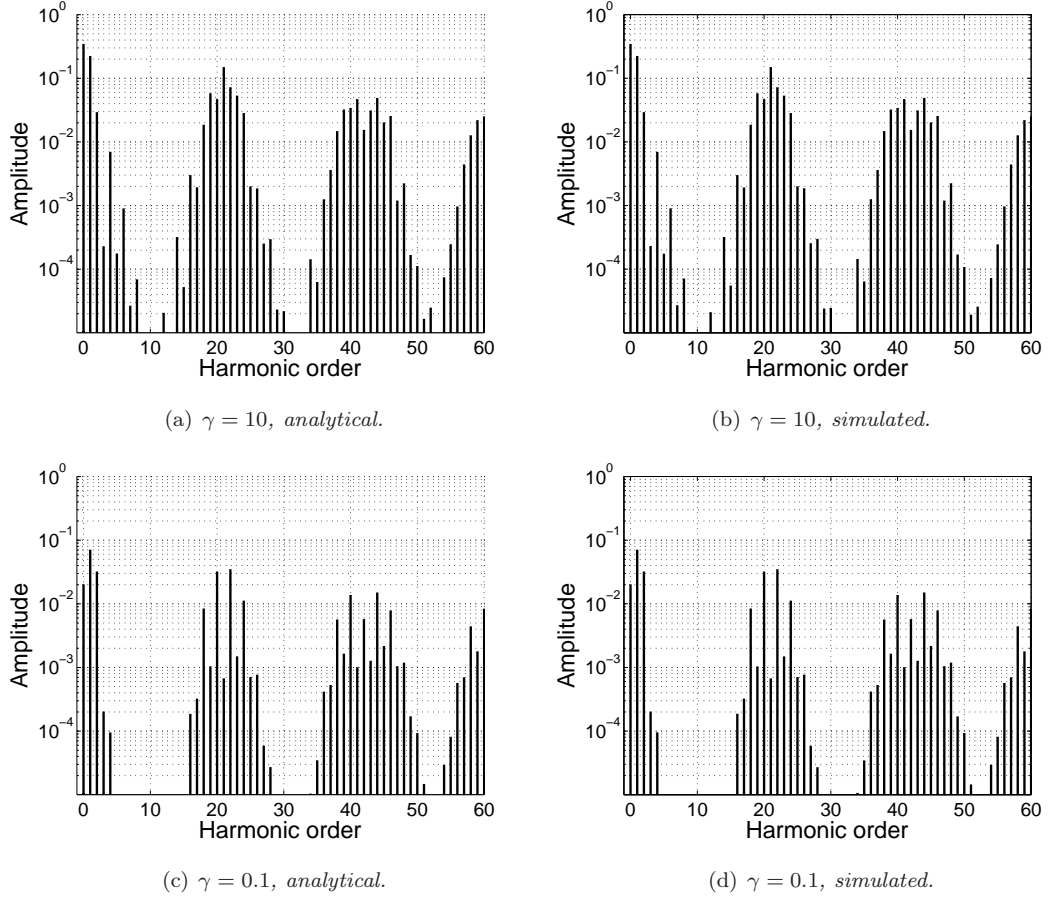 10^0
10^−1
10^−2
10^−3
10^−4
Amplitude
0 10 20 30 40 50 60
Harmonic order
(a) γ = 10, analytical.
10^0
10^−1
10^−2
10^−3
10^−4
Amplitude
0 10 20 30 40 50 60
Harmonic order
(b) γ = 10, simulated.
10^0
10^−1
10^−2
10^−3
10^−4
Amplitude
0 10 20 30 40 50 60
Harmonic order
(c) γ = 0.1, analytical.
10^0
10^−1
10^−2
10^−3
10^−4
Amplitude
0 10 20 30 40 50 60
Harmonic order
(d) γ = 0.1, simulated.